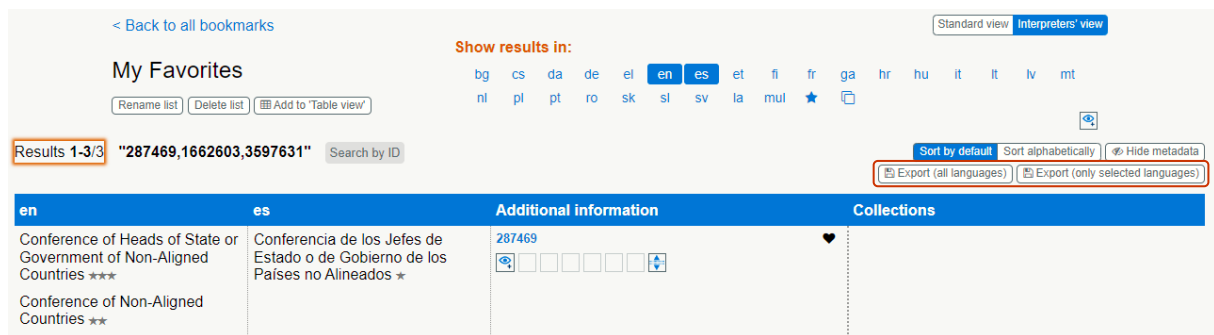 < Back to all bookmarks
Standard view Interpreters' view
Show results in:
My Favorites
bg cs da de el en es et fi fr ga hr hu it lt lv mt
nl pl pt ro sk sl sv la mul
Rename list Delete list Add to 'Table view'
Results 1-3/3 "287469,1662603,3597631" Search by ID
Sort by default Sort alphabetically Hide metadata
Export (all languages) Export (only selected languages)
en es Additional information Collections
Conference of Heads of State or
Government of Non-Aligned
Countries ★★★
Conference of Non-Aligned
Countries ★★
Conferencia de los Jefes de
Estado o de Gobierno de los
Países no Alineados ★
287469